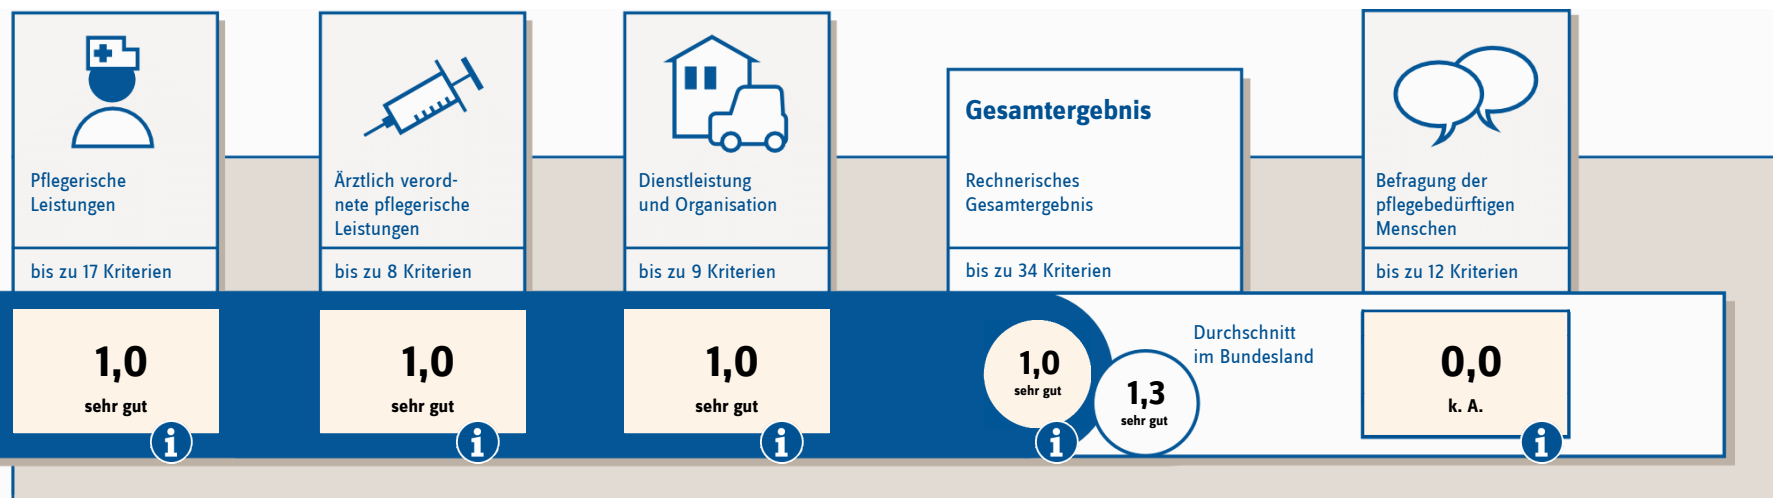 Pflegerische
Leistungen
bis zu 17 Kriterien
1,0
sehr gut
Ärztlich verord-
nete pflegerische
Leistungen
bis zu 8 Kriterien
1,0
sehr gut
Dienstleistung
und Organisation
bis zu 9 Kriterien
1,0
sehr gut
Gesamtergebnis
Rechnerisches
Gesamtergebnis
bis zu 34 Kriterien
1,0
sehr gut
1,3
sehr gut
Durchschnitt
im Bundesland
Befragung der
pflegebedürftigen
Menschen
bis zu 12 Kriterien
0,0
k. A.